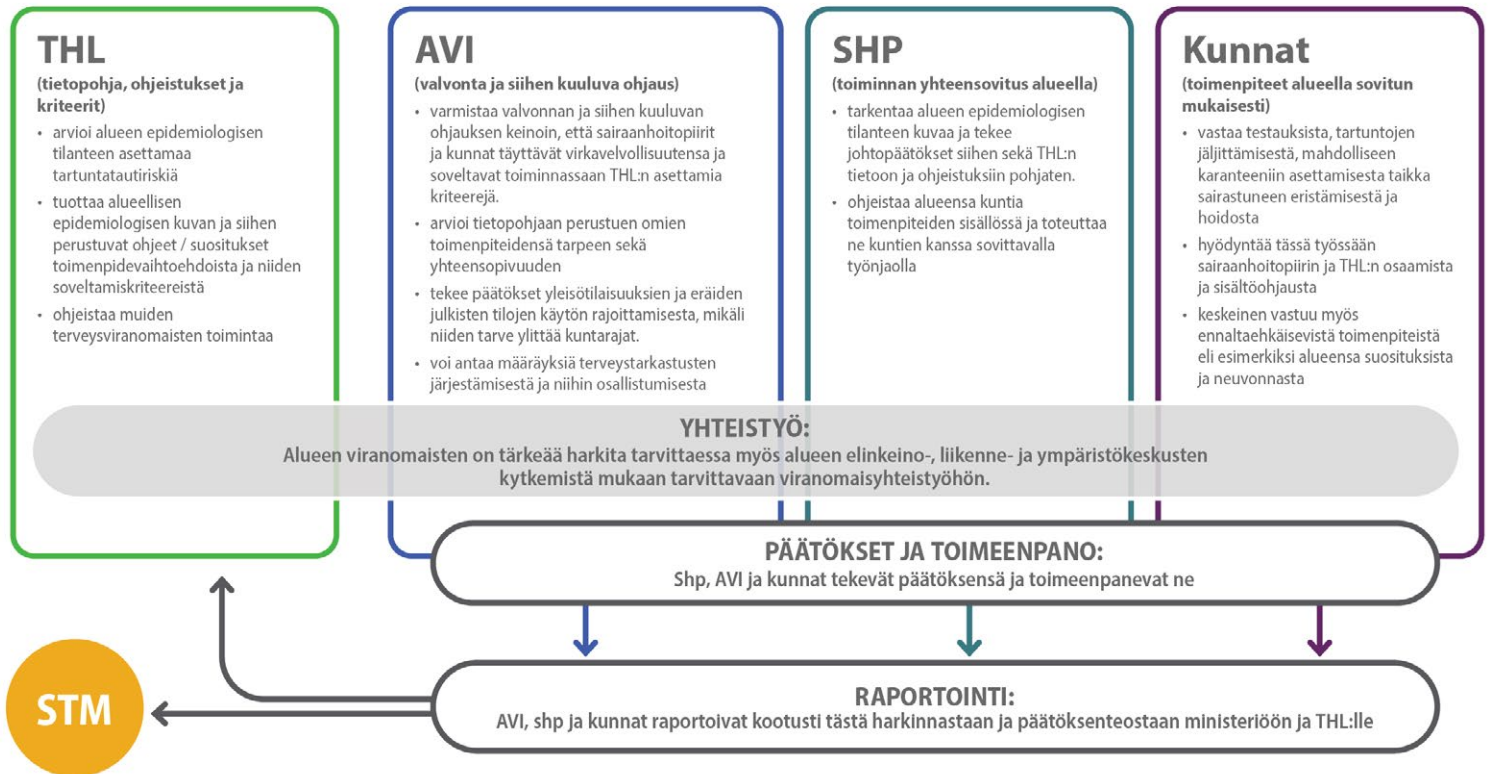 THL
(tietopohja, ohjeistukset ja
kriteerit)
• arvioi alueen epidemiologisen
tilanteen asettamaa
tartuntatautiriskiä
• tuottaa alueellisen
epidemiologisen kuvan ja siihen
perustuvat ohjeet / suositukset
toimenpidevaihtoehdoista ja niiden
soveltamiskriteereistä
• ohjeistaa muiden
terveysviranomaisten toimintaa
AVI
(valvonta ja siihen kuuluva ohjaus)
• varmistaa valvonnan ja siihen kuuluvan
ohjauksen keinoin, että sairaanhoitopiirit
ja kunnat täyttävät virkavelvollisuutensa ja
soveltavat toiminnassaan THL:n asettamia
kriteerejä.
• arvioi tietopohjaan perustuen omien
toimenpiteidensä tarpeen sekä
yhteensopivuuden
• tekee päätökset yleisötilaisuuksien ja eräiden
julkisten tilojen käytön rajoittamisesta, mikäli
niiden tarve ylittää kuntarajat.
• voi antaa määräyksiä terveystarkastusten
järjestämisestä ja niihin osallistumisesta
SHP
(toiminnan yhteensovitus alueella)
• tarkentaa alueen epidemiologisen
tilanteen kuvaa ja tekee
johtopäätökset siihen sekä THL:n
tietoon ja ohjeistuksiin pohjaten.
• ohjeistaa alueensa kuntia
toimenpiteiden sisällössä ja toteuttaa
ne kuntien kanssa sovittavalla
työnjaolla
Kunnat
(toimenpiteet alueella sovitun
mukaisesti)
• vastaa testauksista, tartuntojen
jäljittämisestä, mahdolliseen
karanteeniin asettamisesta taikka
sairastuneen eristämisestä ja
hoidosta
• hyödyntää tässä työssään
sairaanhoitopiirin ja THL:n osaamista
ja sisältöohjausta
• keskeinen vastuu myös
ennaltaehkäisevistä toimenpiteistä
eli esimerkiksi alueensa suosituksista
ja neuvonnasta
YHTEISTYÖ:
Alueen viranomaisten on tärkeää harkita tarvittaessa myös alueen elinkeino-, liikenne- ja ympäristökeskusten
kytkemistä mukaan tarvittavaan viranomaisyhteistyöhön.
PÄÄTÖKSET JA TOIMEENPANO:
Shp, AVI ja kunnat tekevät päätöksensä ja toimeenpanevat ne
STM
RAPORTOINTI:
AVI, shp ja kunnat raportoivat kootusti tästä harkinnastaan ja päätöksenteostaan ministeriöön ja THL:lle